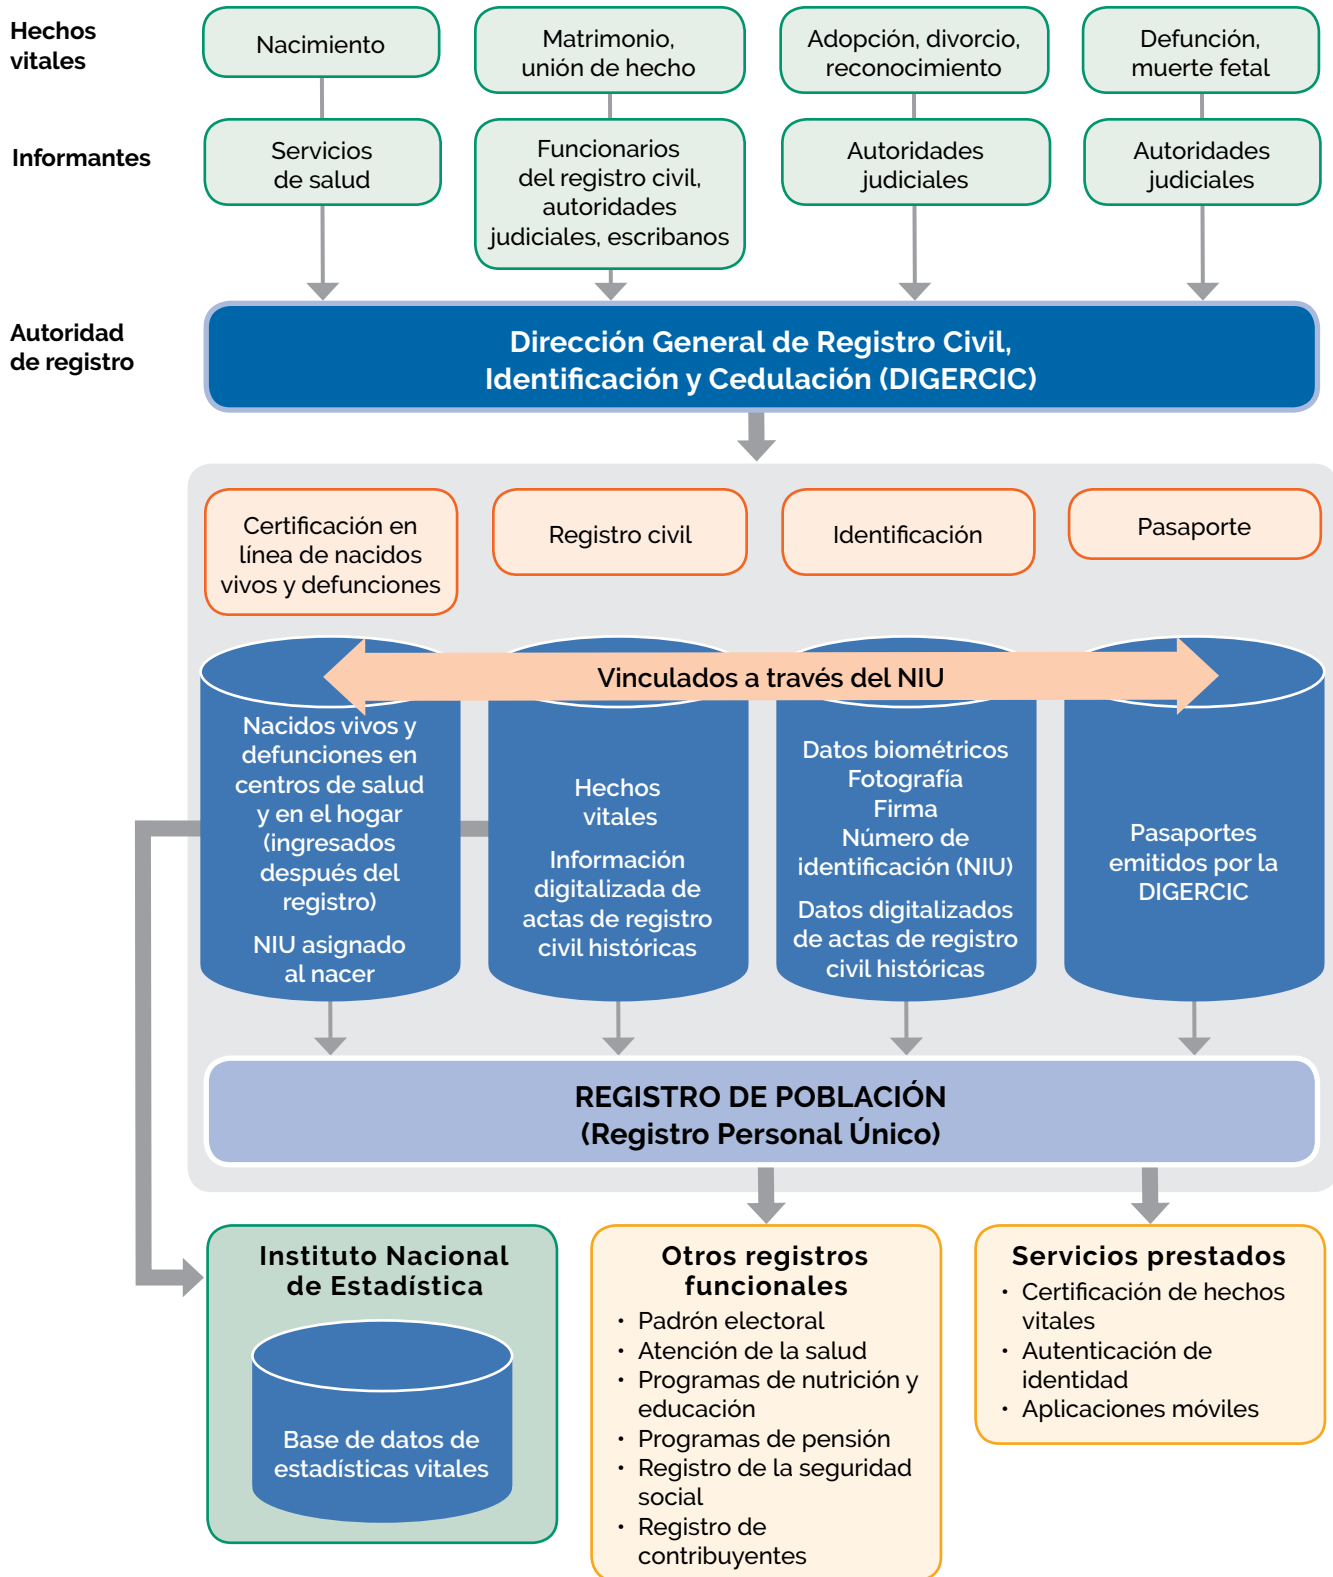 Hechos
vitales
Nacimiento
Matrimonio,
unión de hecho
Adopción, divorcio,
reconocimiento
Defunción,
muerte fetal
Informantes
Servicios
de salud
Funcionarios
del registro civil,
autoridades
judiciales, escribanos
Autoridades
judiciales
Autoridades
judiciales
Autoridad
de registro
Dirección General de Registro Civil,
Identificación y Cedulación (DIGERCIC)
Certificación en
línea de nacidos
vivos y defunciones
Registro civil
Identificación
Pasaporte
Vinculados a través del NIU
Nacidos vivos y
defunciones en
centros de salud
y en el hogar
(ingresados
después del
registro)
NIU asignado
al nacer
Hechos
vitales
Información
digitalizada de
actas de registro
civil históricas
Datos biométricos
Fotografía
Firma
Número de
identificación (NIU)
Datos digitalizados
de actas de registro
civil históricas
Pasaportes
emitidos por la
DIGERCIC
REGISTRO DE POBLACIÓN
(Registro Personal Único)
Instituto Nacional
de Estadística
Base de datos de
estadísticas vitales
Otros registros
funcionales
• Padrón electoral
• Atención de la salud
• Programas de nutrición y
educación
• Programas de pensión
• Registro de la seguridad
social
• Registro de
contribuyentes
Servicios prestados
• Certificación de hechos
vitales
• Autenticación de
identidad
• Aplicaciones móviles